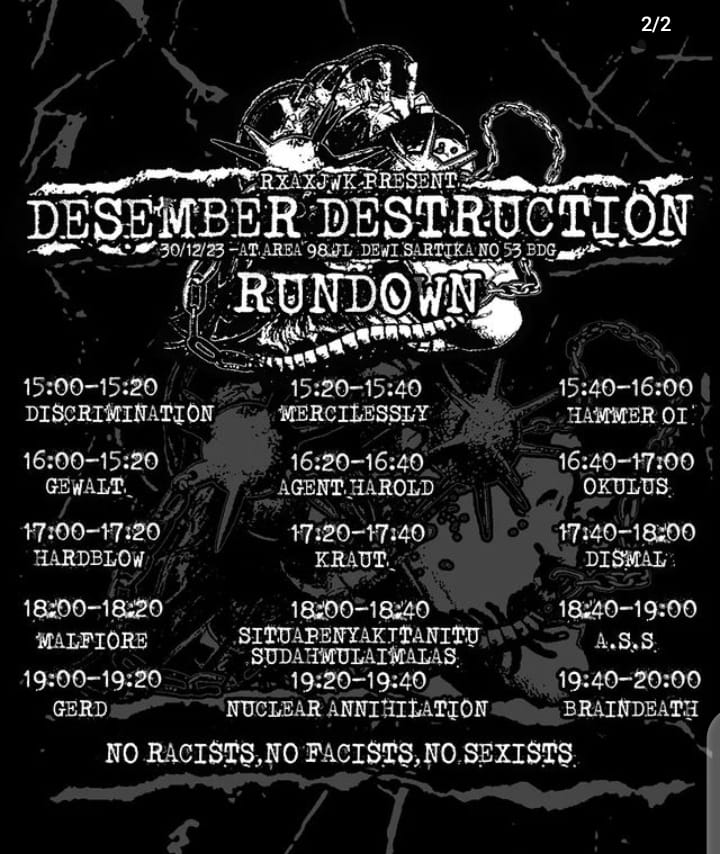 2/2
RXAXJWK PRESENT
DESEMBER DESTRUCTION
30/12/23 - AT AREA 98 JL DEWI SARTIKA NO 53 BDG
RUNDOWN
15:00-15:20 15:20-15:40 15:40-16:00
DISCRIMINATION MERCILESSLY HAMMER OI
16:00-15:20 16:20-16:40 16:40-17:00
GEWALT AGENT HAROLD OKULUS
17:00-17:20 17:20-17:40 17:40-18:00
HARDBLOW KRAUT DISMAL
18:00-18:20 18:00-18:40 18:40-19:00
MALFIORE SITUABENYAKITANITU A.S.S
SUDAHMULAIMALAS
19:00-19:20 19:20-19:40 19:40-20:00
GERD NUCLEAR ANNIHILATION BRAINDEATH
NO RACISTS, NO FACISTS, NO SEXISTS